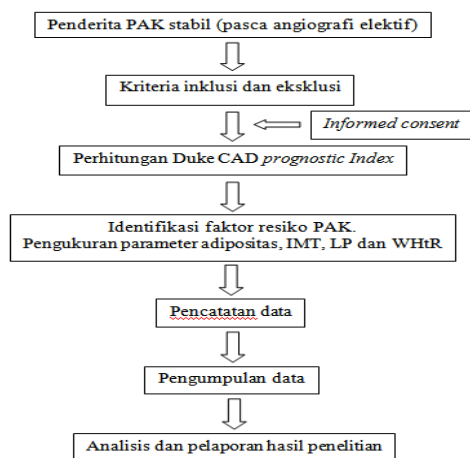 Penderita PAK stabil (pasca angiografi elektif)
Kriteria inklusi dan eksklusi
Informed consent
Perhitungan Duke CAD prognostic Index
Identifikasi faktor resiko PAK.
Pengukuran parameter adipositas, IMT, LP dan WHtR
Pencatatan data
Pengumpulan data
Analisis dan pelaporan hasil penelitian